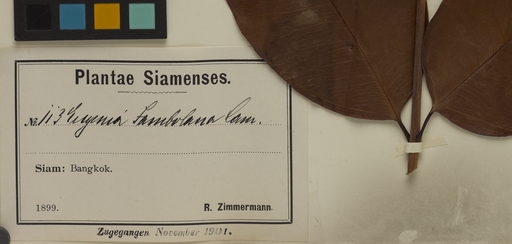 Plantae Siamenses.
No. 113 Eugenia Jambolana Lam.
Siam: Bangkok.
1899. R. Zimmermann.
Zugegangen November 1901.